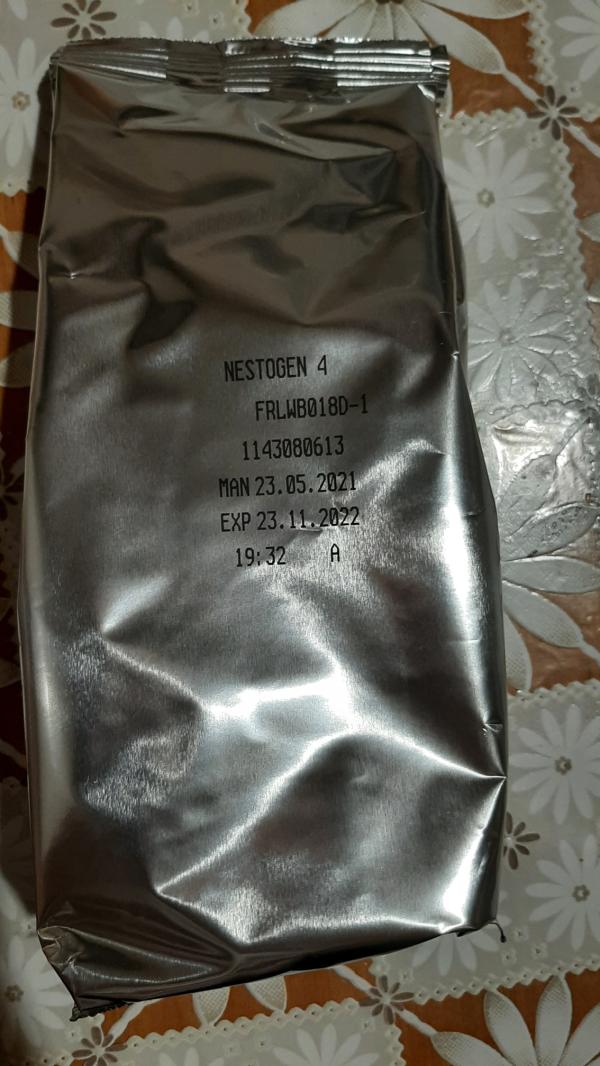 NESTOGEN 4
FRLWB018D-1
1143080613
MAN 23.05.2021
EXP 23.11.2022
19:32 A